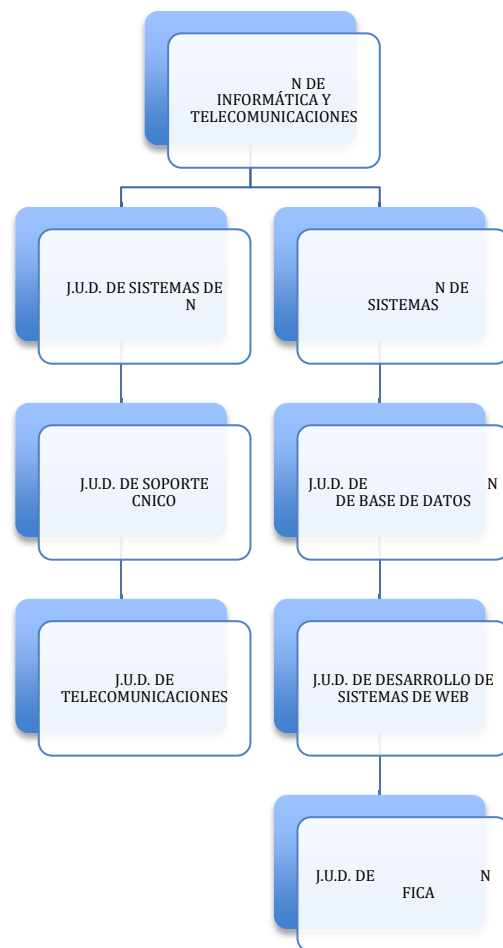 N DE
INFORMÁTICA Y
TELECOMUNICACIONES
J.U.D. DE SISTEMAS DE
N
N DE
SISTEMAS
J.U.D. DE SOPORTE
CNICO
J.U.D. DE N
DE BASE DE DATOS
J.U.D. DE
TELECOMUNICACIONES
J.U.D. DE DESARROLLO DE
SISTEMAS DE WEB
J.U.D. DE N
FICA